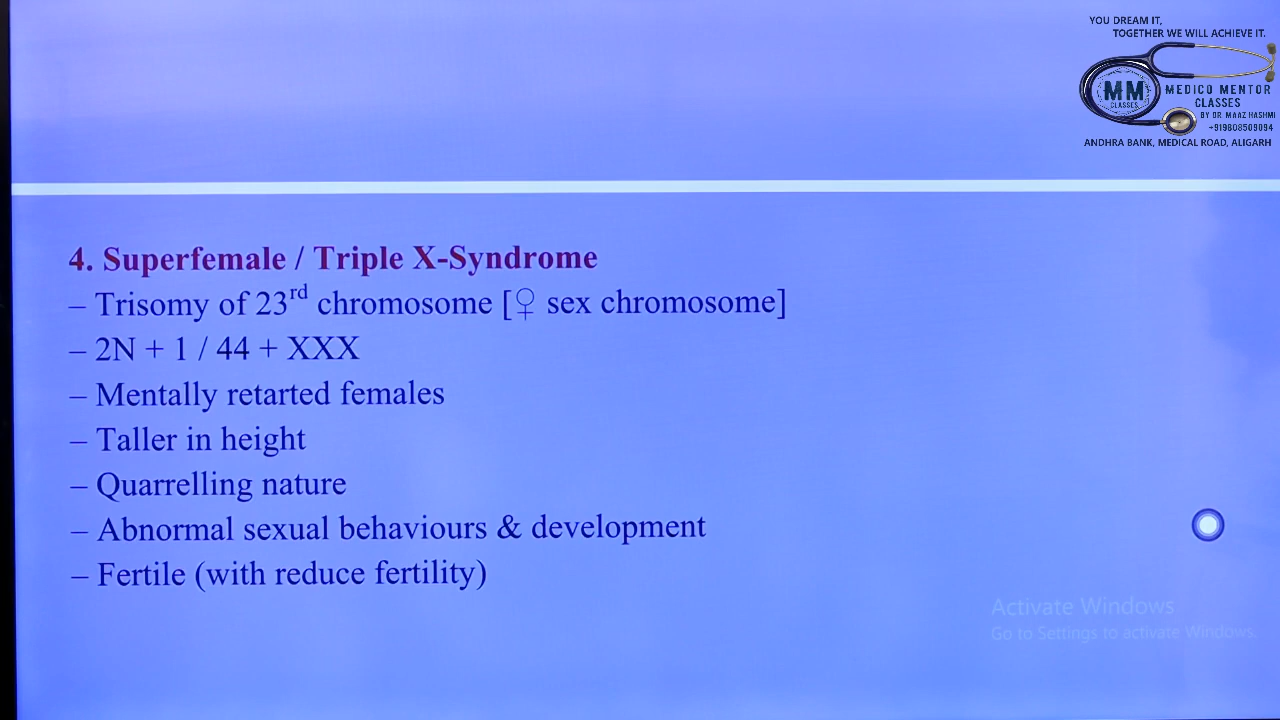 YOU DREAM IT,
TOGETHER WE WILL ACHIEVE IT.
MM
CLASSES
MEDICO MENTOR
CLASSES
BY DR. MAAZ HASHMI
+919808509094
ANDHRA BANK, MEDICAL ROAD, ALIGARH
4. Superfemale / Triple X-Syndrome
– Trisomy of 23rd chromosome [♀ sex chromosome]
– 2N + 1 / 44 + XXX
– Mentally retarted females
– Taller in height
– Quarrelling nature
– Abnormal sexual behaviours & development
– Fertile (with reduce fertility)
Activate Windows
Go to Settings to activate Windows.